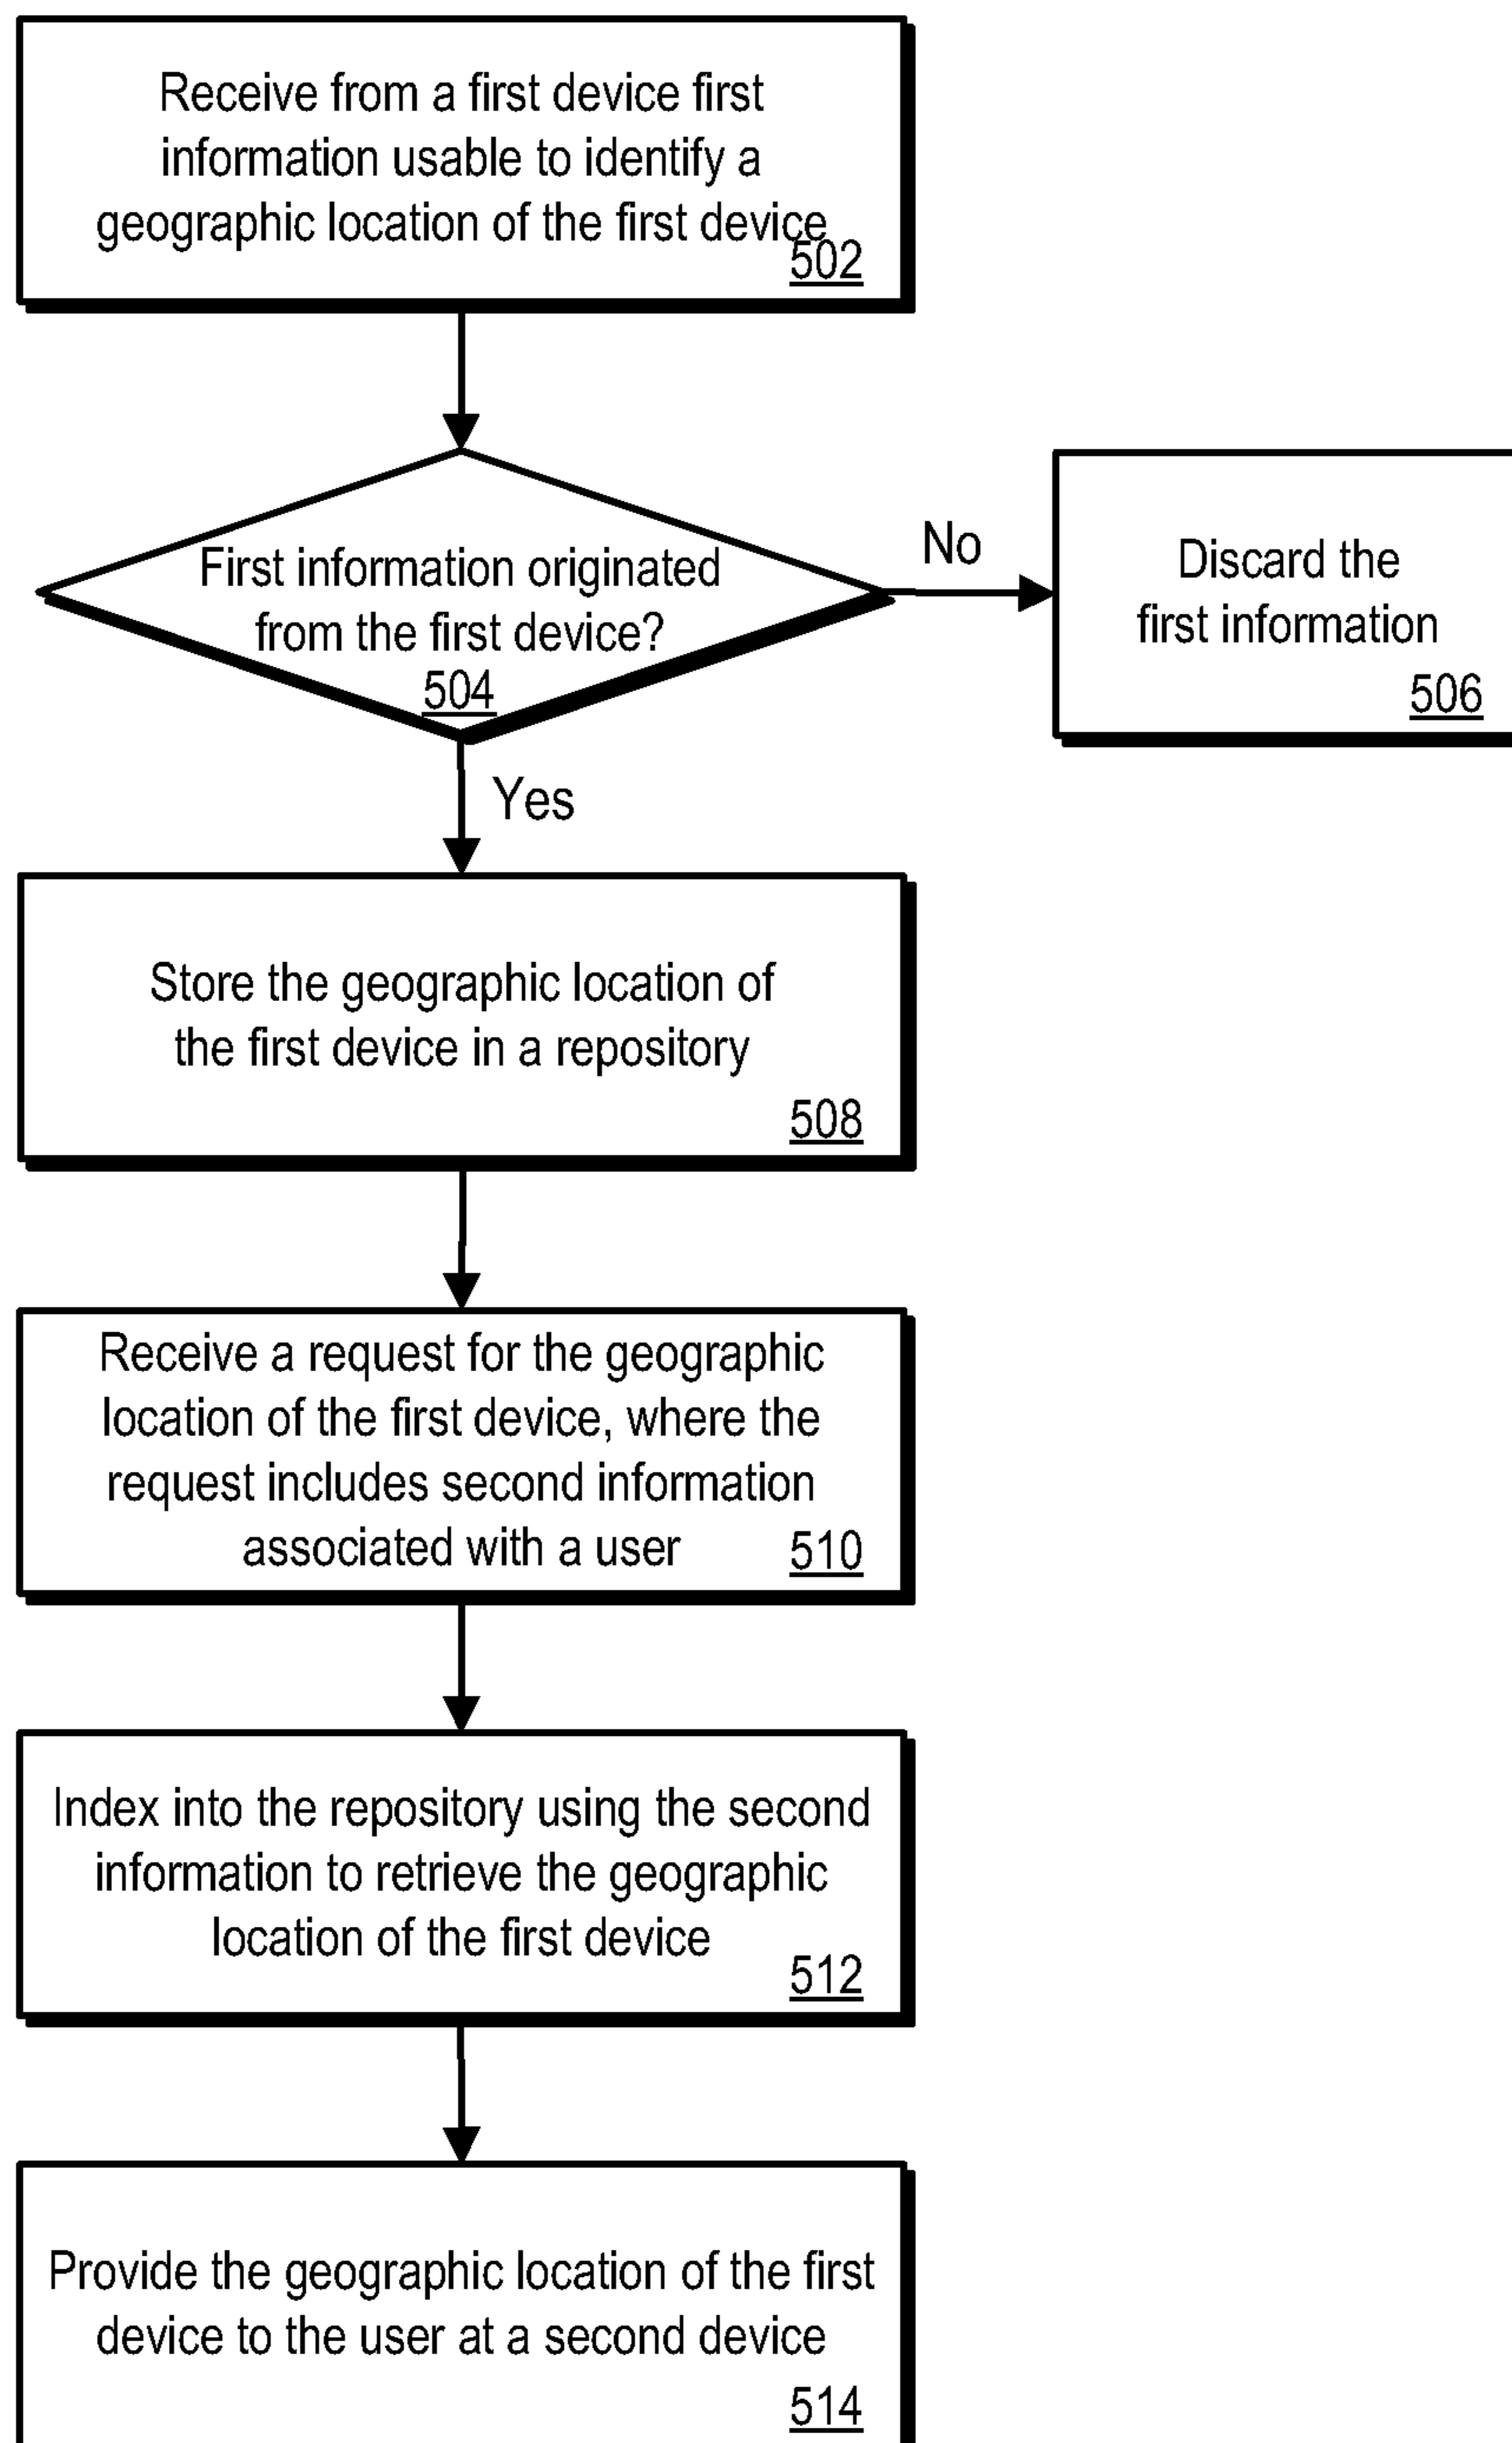 Receive from a first device first
information usable to identify a
geographic location of the first device
502
First information originated
from the first device?
504
No
Discard the
first information
506
Yes
Store the geographic location of
the first device in a repository
508
Receive a request for the geographic
location of the first device, where the
request includes second information
associated with a user
510
Index into the repository using the second
information to retrieve the geographic
location of the first device
512
Provide the geographic location of the first
device to the user at a second device
514